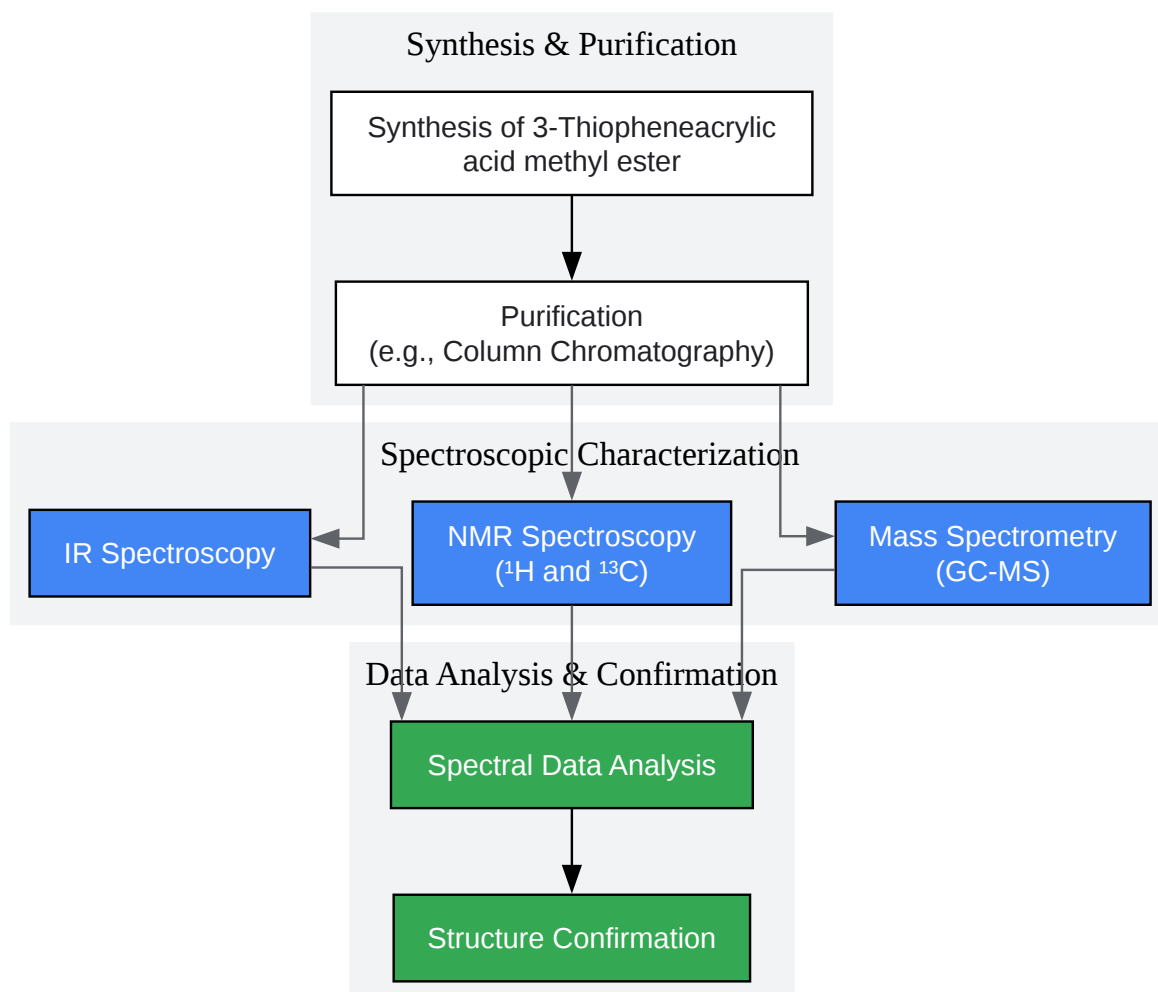 Synthesis & Purification
Synthesis of 3-Thiopheneacrylic
acid methyl ester
Purification
(e.g., Column Chromatography)
Spectroscopic Characterization
IR Spectroscopy
NMR Spectroscopy
(¹H and ¹³C)
Mass Spectrometry
(GC-MS)
Data Analysis & Confirmation
Spectral Data Analysis
Structure Confirmation